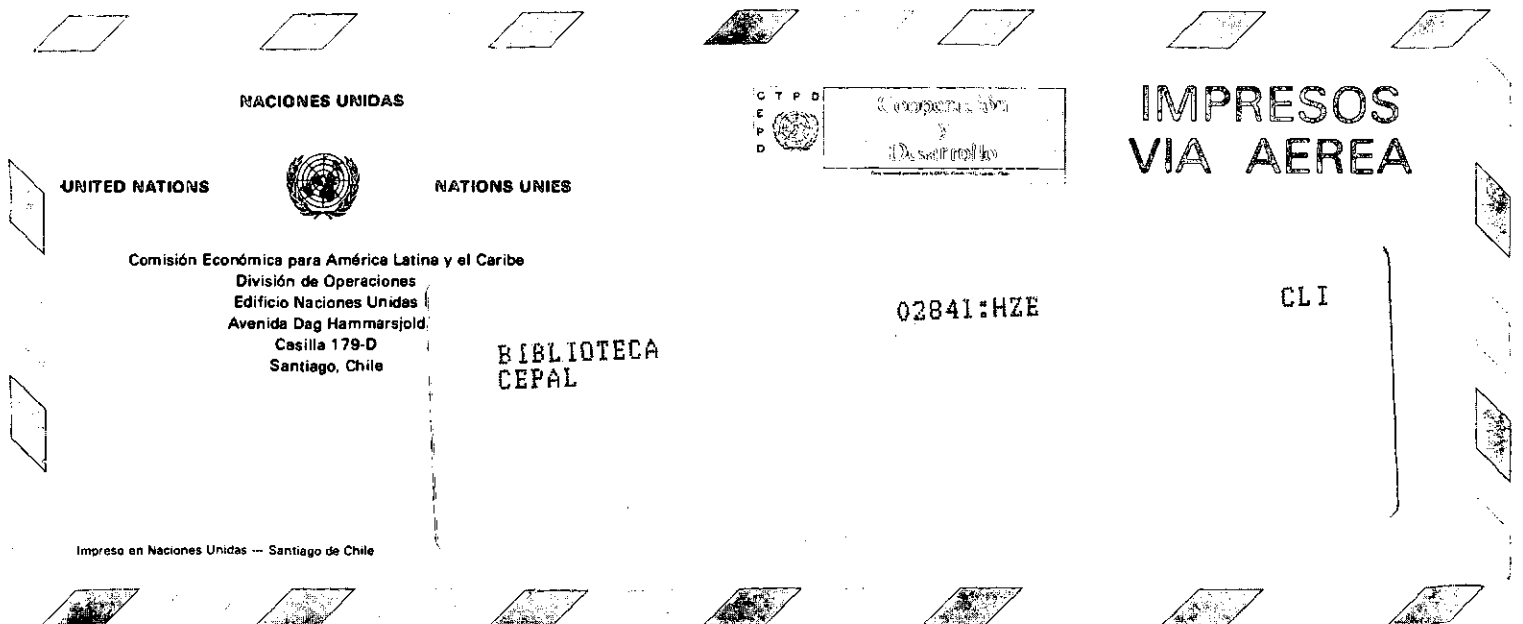 NACIONES UNIDAS
UNITED NATIONS
NATIONS UNIES
Comisión Económica para América Latina y el Caribe
División de Operaciones
Edificio Naciones Unidas
Avenida Dag Hammarsjold
Casilla 179-D
Santiago, Chile
C T P D
E
P
D
Cooperación
y
Desarrollo
IMPRESOS
VIA AEREA
02841:HZE
CLI
BIBLIOTECA
CEPAL
Impreso en Naciones Unidas — Santiago de Chile